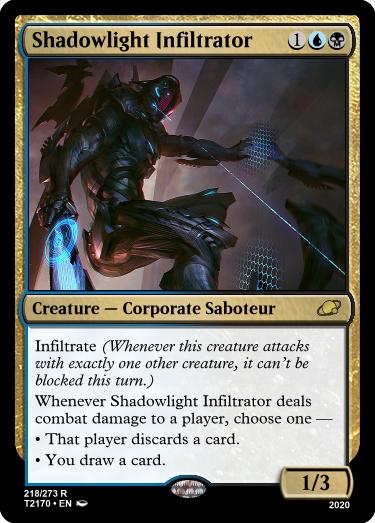 Shadowlight Infiltrator 1
Creature — Corporate Saboteur
Infiltrate (Whenever this creature attacks
with exactly one other creature, it can't be
blocked this turn.)
Whenever Shadowlight Infiltrator deals
combat damage to a player, choose one —
• That player discards a card.
• You draw a card.
1/3
218/273 R
T2170 • EN
2020